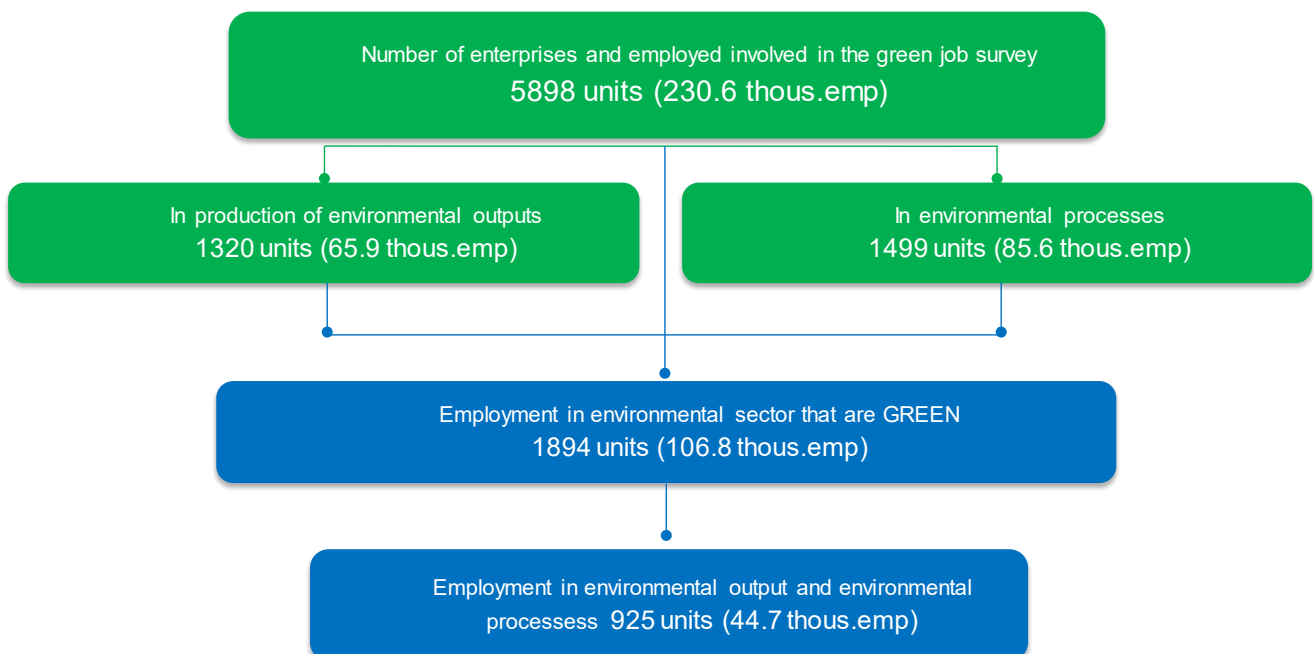 Number of enterprises and employed involved in the green job survey
5898 units (230.6 thous.emp)
In production of environmental outputs
1320 units (65.9 thous.emp)
In environmental processes
1499 units (85.6 thous.emp)
Employment in environmental sector that are GREEN
1894 units (106.8 thous.emp)
Employment in environmental output and environmental
processess 925 units (44.7 thous.emp)